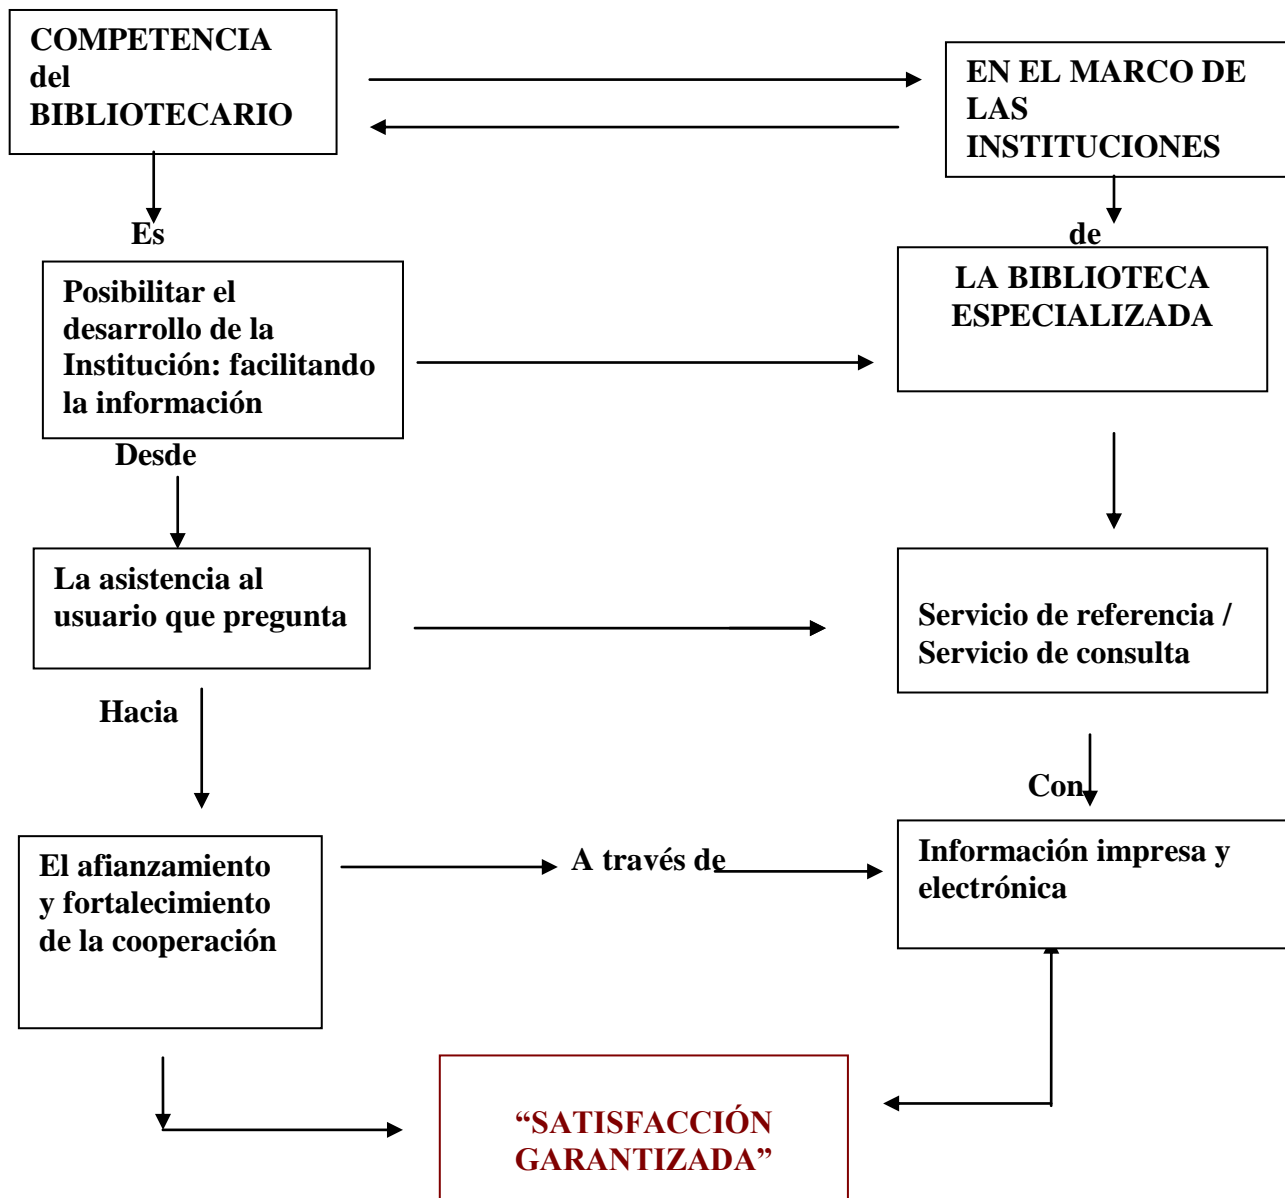 COMPETENCIA
del
BIBLIOTECARIO
EN EL MARCO DE
LAS
INSTITUCIONES
Es
de
Posibilitar el
desarrollo de la
Institución: facilitando
la información
LA BIBLIOTECA
ESPECIALIZADA
Desde
La asistencia al
usuario que pregunta
Servicio de referencia /
Servicio de consulta
Hacia
Con
El afianzamiento
y fortalecimiento
de la cooperación
A través de
Información impresa y
electrónica
“SATISFACCIÓN
GARANTIZADA”